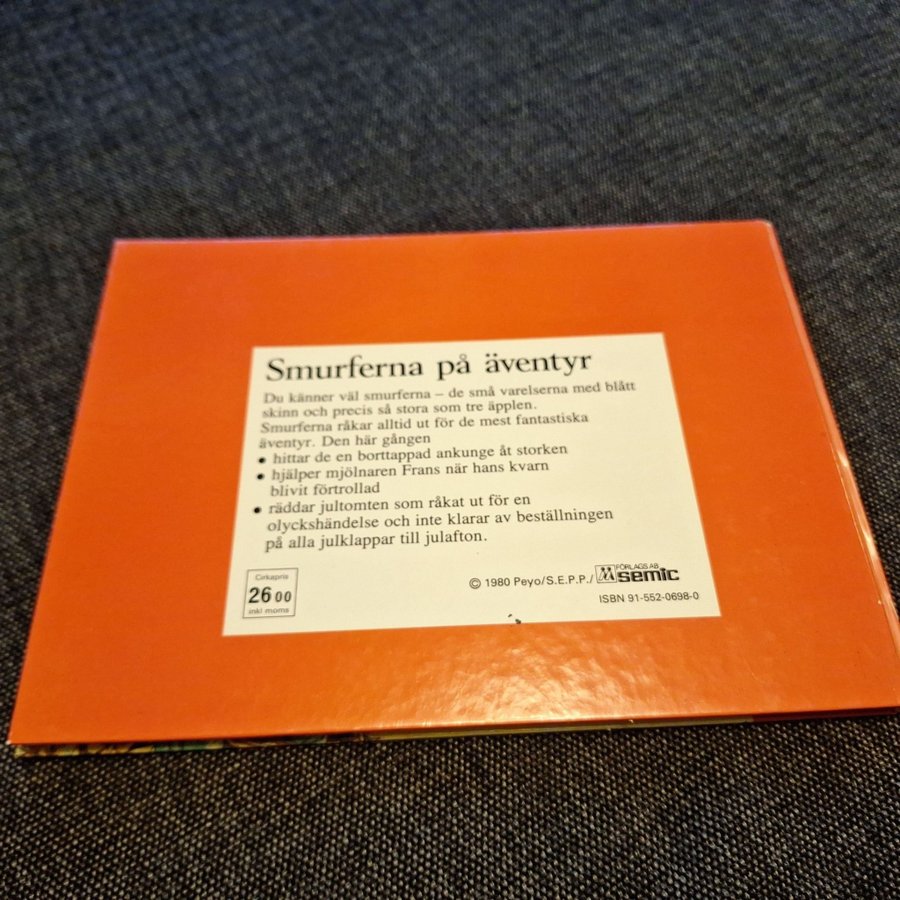 Smurferna på äventyr
Du känner väl smurferna – de små varelserna med blått
skinn och precis så stora som tre äpplen.
Smurferna råkar alltid ut för de mest fantastiska
äventyr. Den här gången
• hittar de en borttappad ankunge åt storken
• hjälper mjölnaren Frans när hans kvarn
blivit förtrollad
• räddar jultomten som råkat ut för en
olyckshändelse och inte klarar av beställningen
på alla julklappar till julafton.
Cirkapris
26 00
inkl moms
© 1980 Peyo/S.E.P.P./ FÖRLAGS AB
semic
ISBN 91-552-0698-0